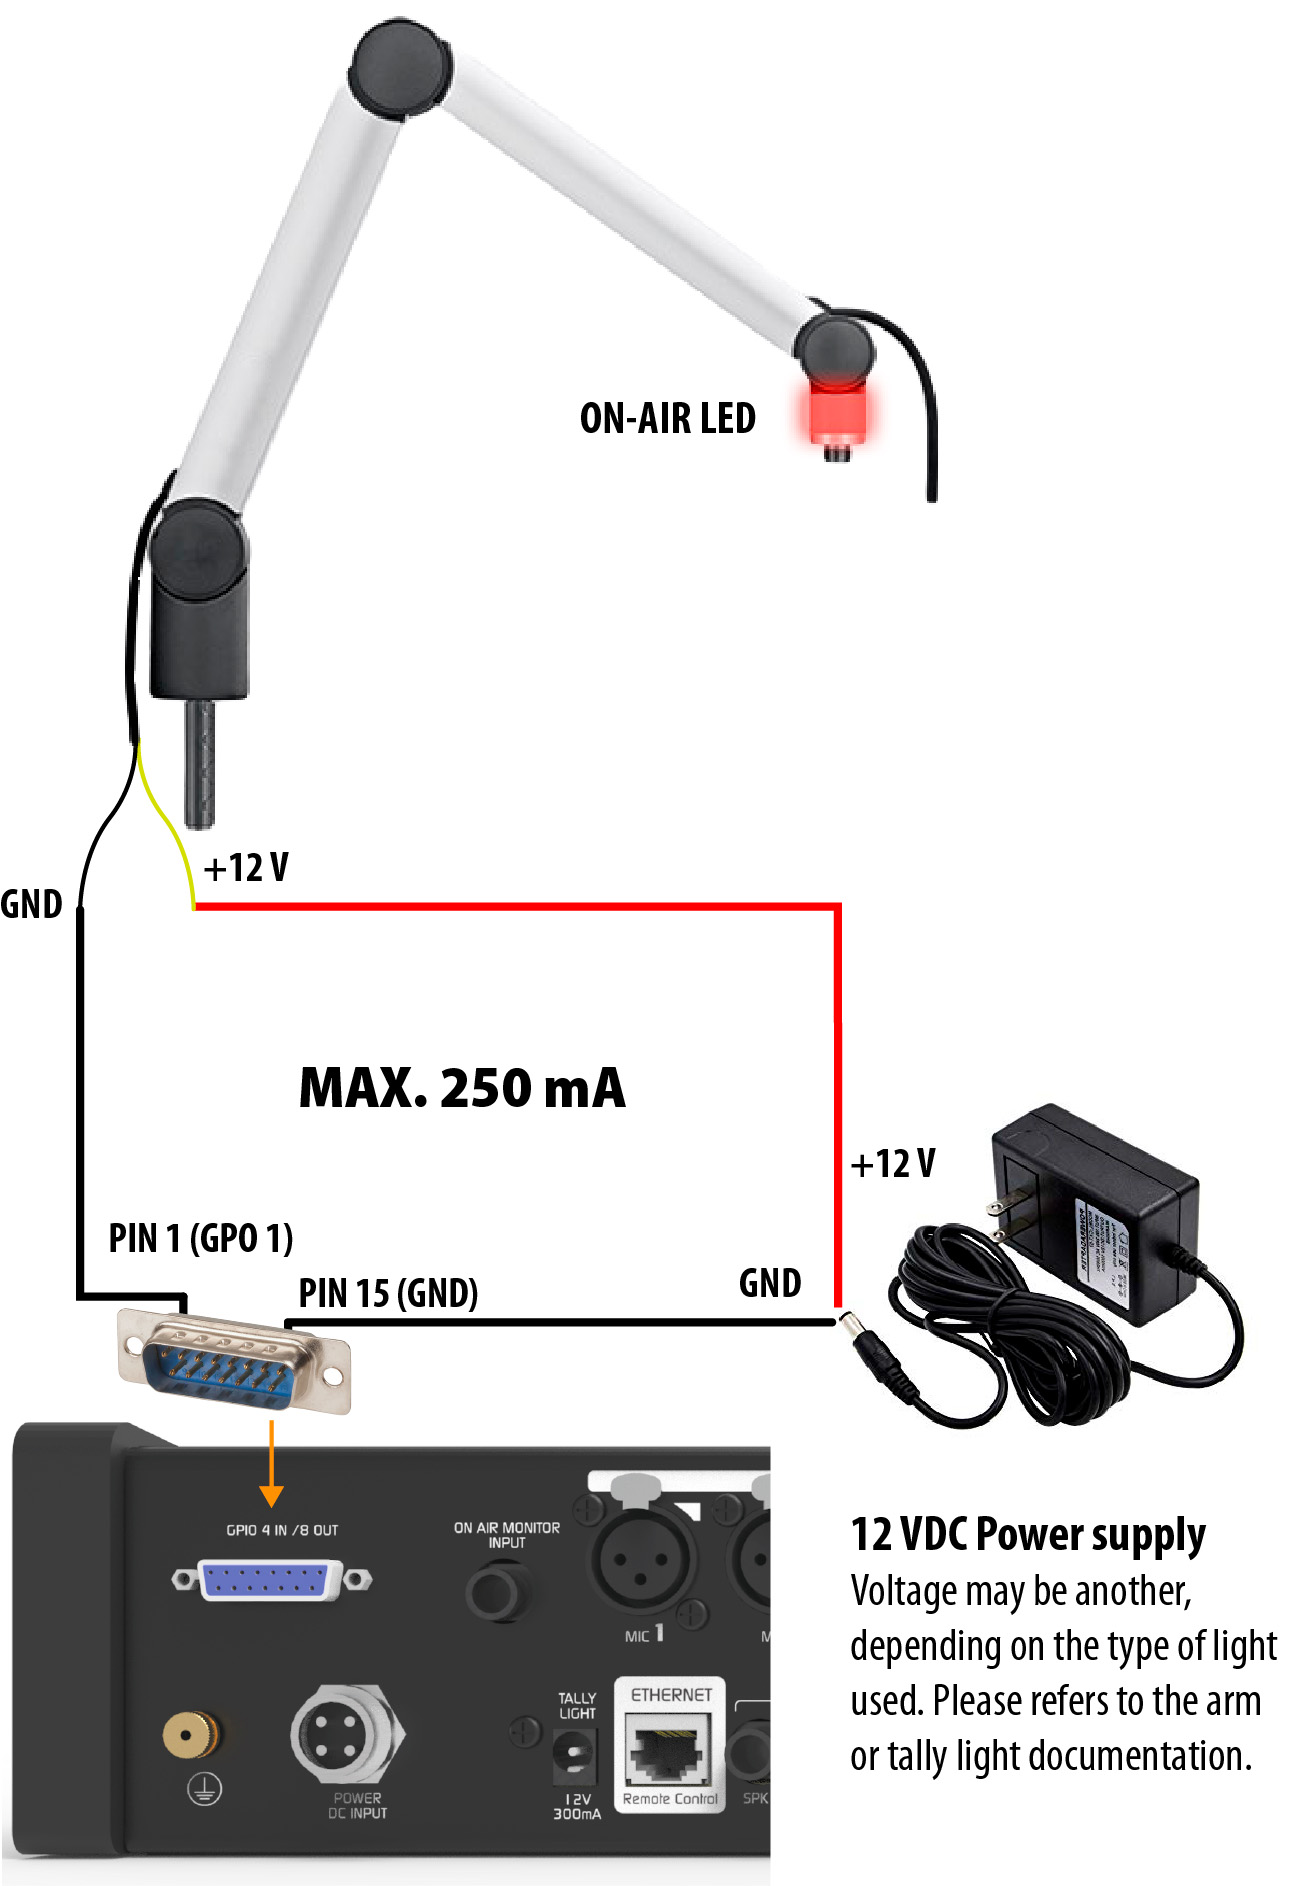 ON-AIR LED
+12 V
GND
MAX. 250 mA
+12 V
PIN 1 (GPO 1)
PIN 15 (GND)
GND
GPIO 4 IN /8 OUT
ON AIR MONITOR
INPUT
MIC 1
M
TALLY
LIGHT
12V
300mA
ETHERNET
Remote Control
SPK
POWER
DC INPUT
12 VDC Power supply
Voltage may be another,
depending on the type of light
used. Please refers to the arm
or tally light documentation.